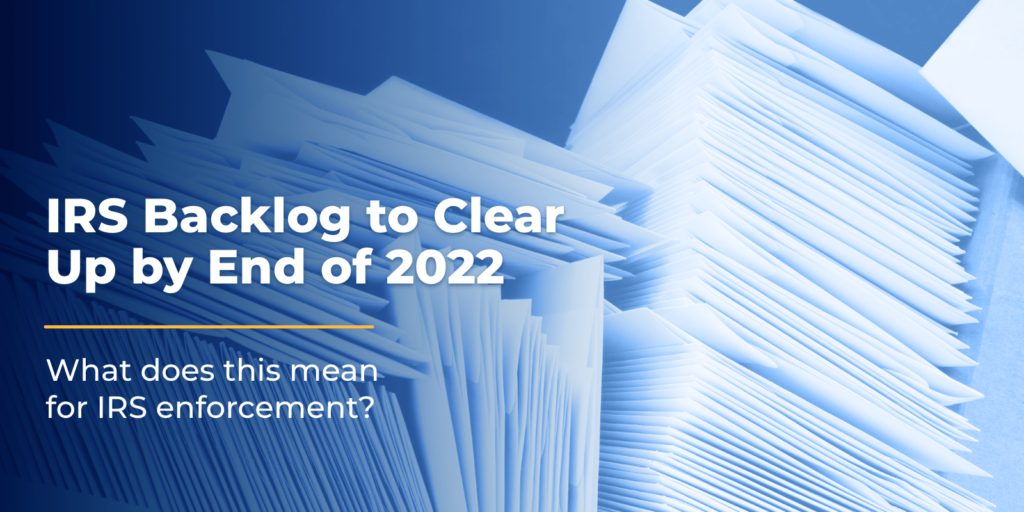 IRS Backlog to Clear
Up by End of 2022
What does this mean
for IRS enforcement?